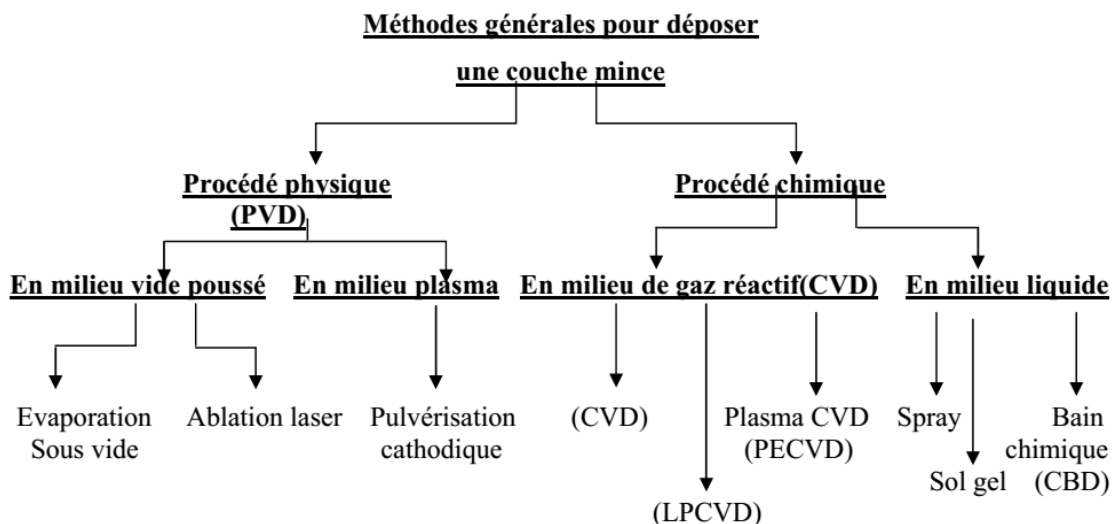 Méthodes générales pour déposer
une couche mince
Procédé physique
(PVD)
Procédé chimique
En milieu vide poussé
En milieu plasma
En milieu de gaz réactif(CVD)
En milieu liquide
Evaporation
Sous vide
Ablation laser
Pulvérisation
cathodique
(CVD)
(LPCVD)
Plasma CVD
(PECVD)
Spray
Sol gel
Bain
chimique
(CBD)